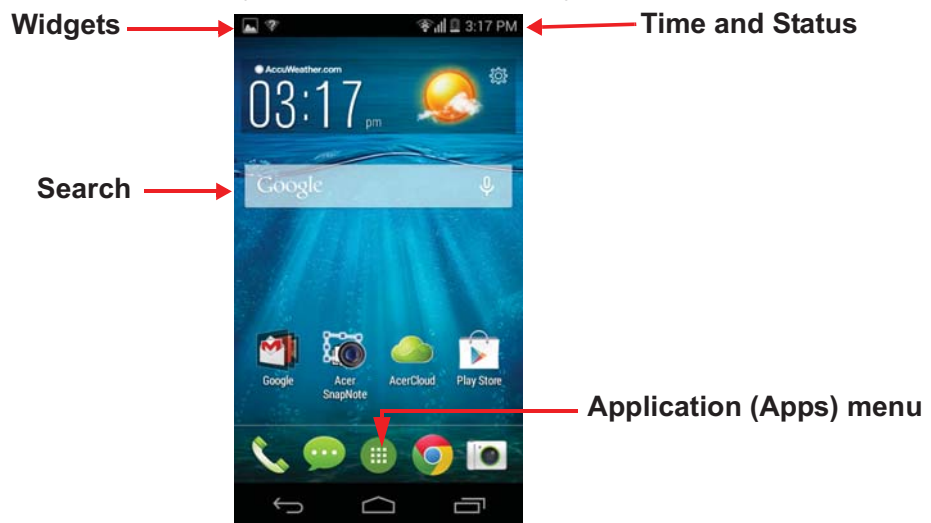 Widgets
3:17 PM
Time and Status
AccuWeather.com
03:17 pm
Search
Google
Google
Acer SnapNote
AcerCloud
Play Store
Application (Apps) menu